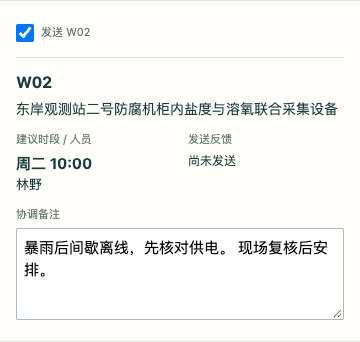 发送 W02
W02
东岸观测站二号防腐机柜内盐度与溶氧联合采集设备
建议时段 / 人员
周二 10:00
林野
发送反馈
尚未发送
协调备注
暴雨后间歇离线，先核对供电。 现场复核后安
排。